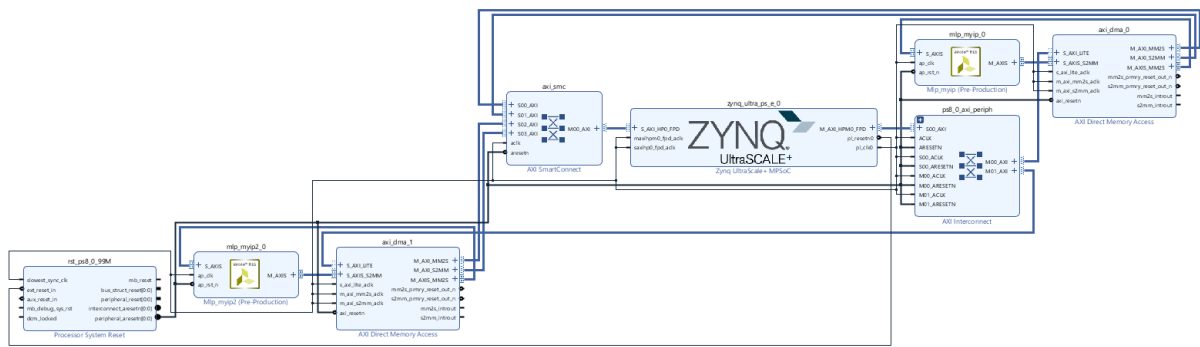 axi_smc
S00_AXI
S01_AXI
S02_AXI
S03_AXI
aclk
aresetn
M00_AXI
AXI SmartConnect
zynq_ultra_ps_e_0
S_AXI_HP0_FPD
maxihpm0_fpd_aclk
saxihp0_fpd_aclk
ZYNQ
UltraSCALE+
M_AXI_HPM0_FPD
pl_resetn0
pl_clk0
Zynq UltraScale+ MPSoC
mlp_myip_0
S_AXIS
ap_clk
ap_rst_n
M_AXIS
Mlp_myip (Pre-Production)
axi_dma_0
S_AXI_LITE
S_AXIS_S2MM
s_axi_lite_aclk
m_axi_mm2s_aclk
m_axi_s2mm_aclk
axi_resetn
M_AXI_MM2S
M_AXI_S2MM
M_AXIS_MM2S
mm2s_prmry_reset_out_n
s2mm_prmry_reset_out_n
mm2s_introut
s2mm_introut
AXI Direct Memory Access
ps8_0_axi_periph
S00_AXI
ACLK
ARESETN
S00_ACLK
S00_ARESETN
M00_ACLK
M00_ARESETN
M01_ACLK
M01_ARESETN
M00_AXI
M01_AXI
AXI Interconnect
rst_ps8_0_99M
slowest_sync_clk
ext_reset_in
aux_reset_in
mb_debug_sys_rst
dcm_locked
mb_reset
bus_struct_reset[0:0]
peripheral_reset[0:0]
interconnect_aresetn[0:0]
peripheral_aresetn[0:0]
Processor System Reset
mlp_myip2_0
S_AXIS
ap_clk
ap_rst_n
M_AXIS
Mlp_myip2 (Pre-Production)
axi_dma_1
S_AXI_LITE
S_AXIS_S2MM
s_axi_lite_aclk
m_axi_mm2s_aclk
m_axi_s2mm_aclk
axi_resetn
M_AXI_MM2S
M_AXI_S2MM
M_AXIS_MM2S
mm2s_prmry_reset_out_n
s2mm_prmry_reset_out_n
mm2s_introut
s2mm_introut
AXI Direct Memory Access